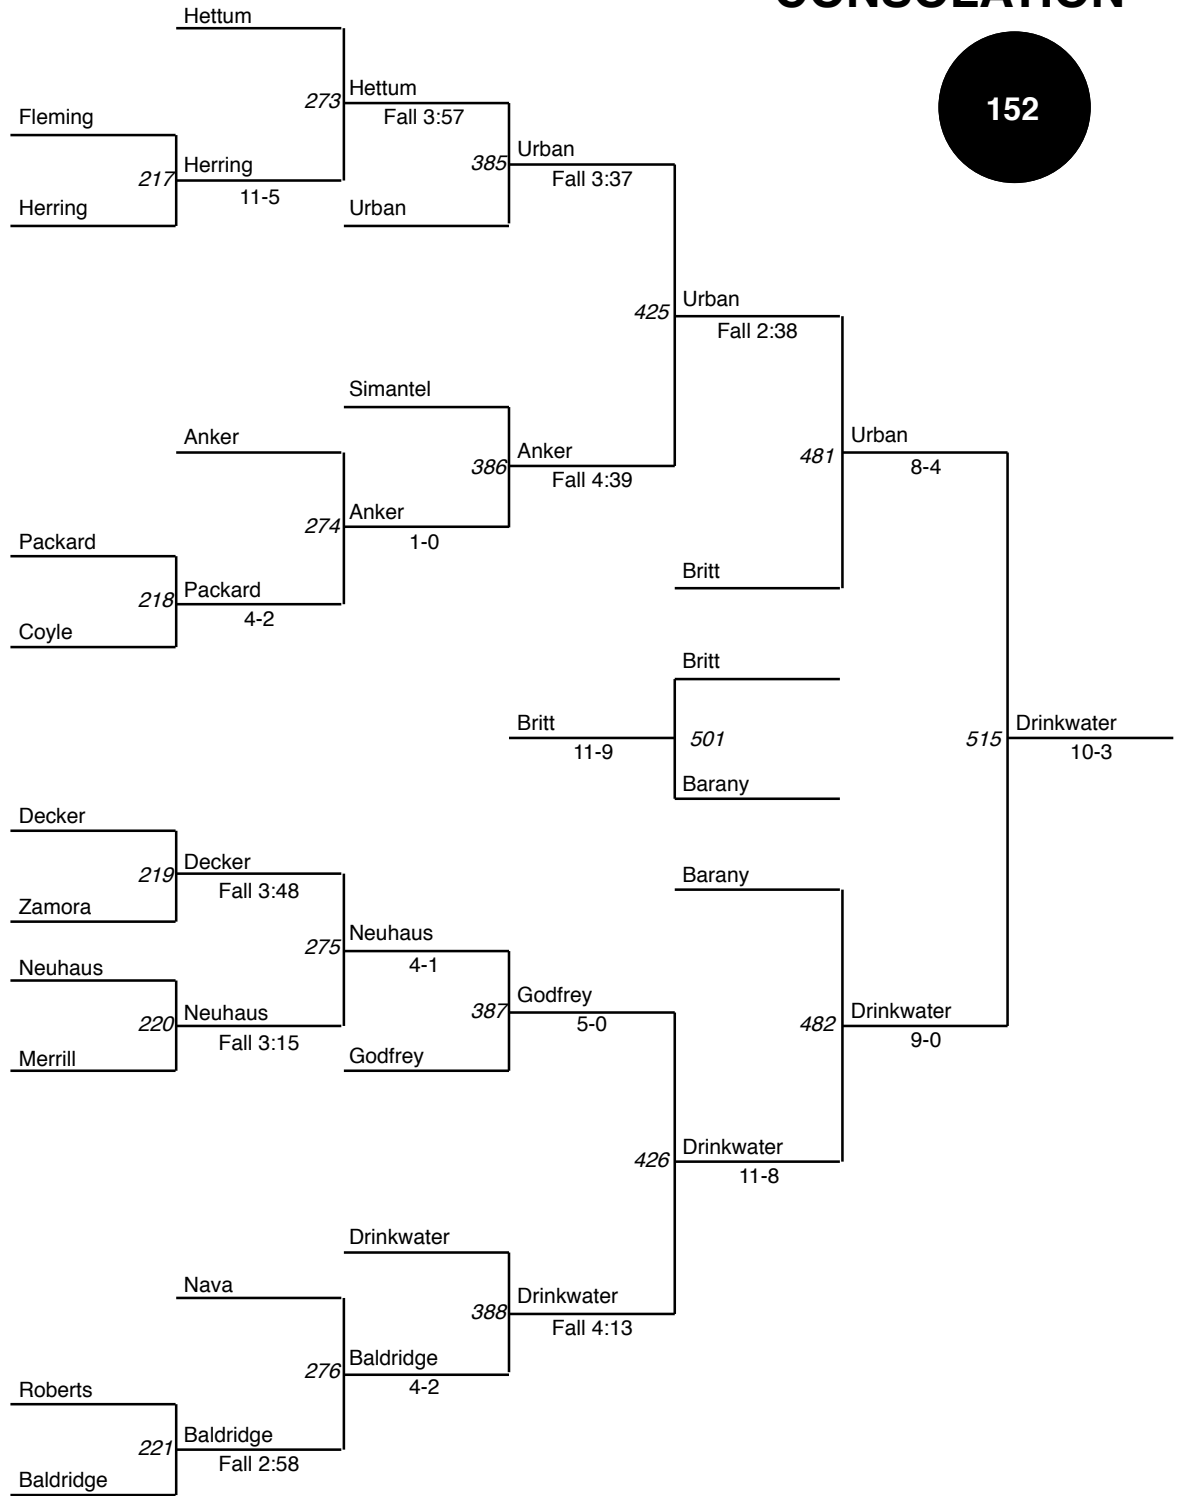 CONSOLATION
152
Hettum
273
Hettum
Fall 3:57
Fleming
217
Herring
11-5
Herring
385
Urban
Fall 3:37
Urban
425
Urban
Fall 2:38
Simantel
Anker
386
Anker
Fall 4:39
274
Anker
1-0
Packard
218
Packard
4-2
Coyle
481
Urban
8-4
Britt
Britt
Britt
11-9
501
Barany
515
Drinkwater
10-3
Decker
219
Decker
Fall 3:48
Zamora
275
Neuhaus
4-1
Neuhaus
220
Neuhaus
Fall 3:15
Merrill
387
Godfrey
5-0
Godfrey
Barany
482
Drinkwater
9-0
426
Drinkwater
11-8
Drinkwater
Nava
388
Drinkwater
Fall 4:13
276
Baldridge
4-2
Roberts
221
Baldridge
Fall 2:58
Baldridge